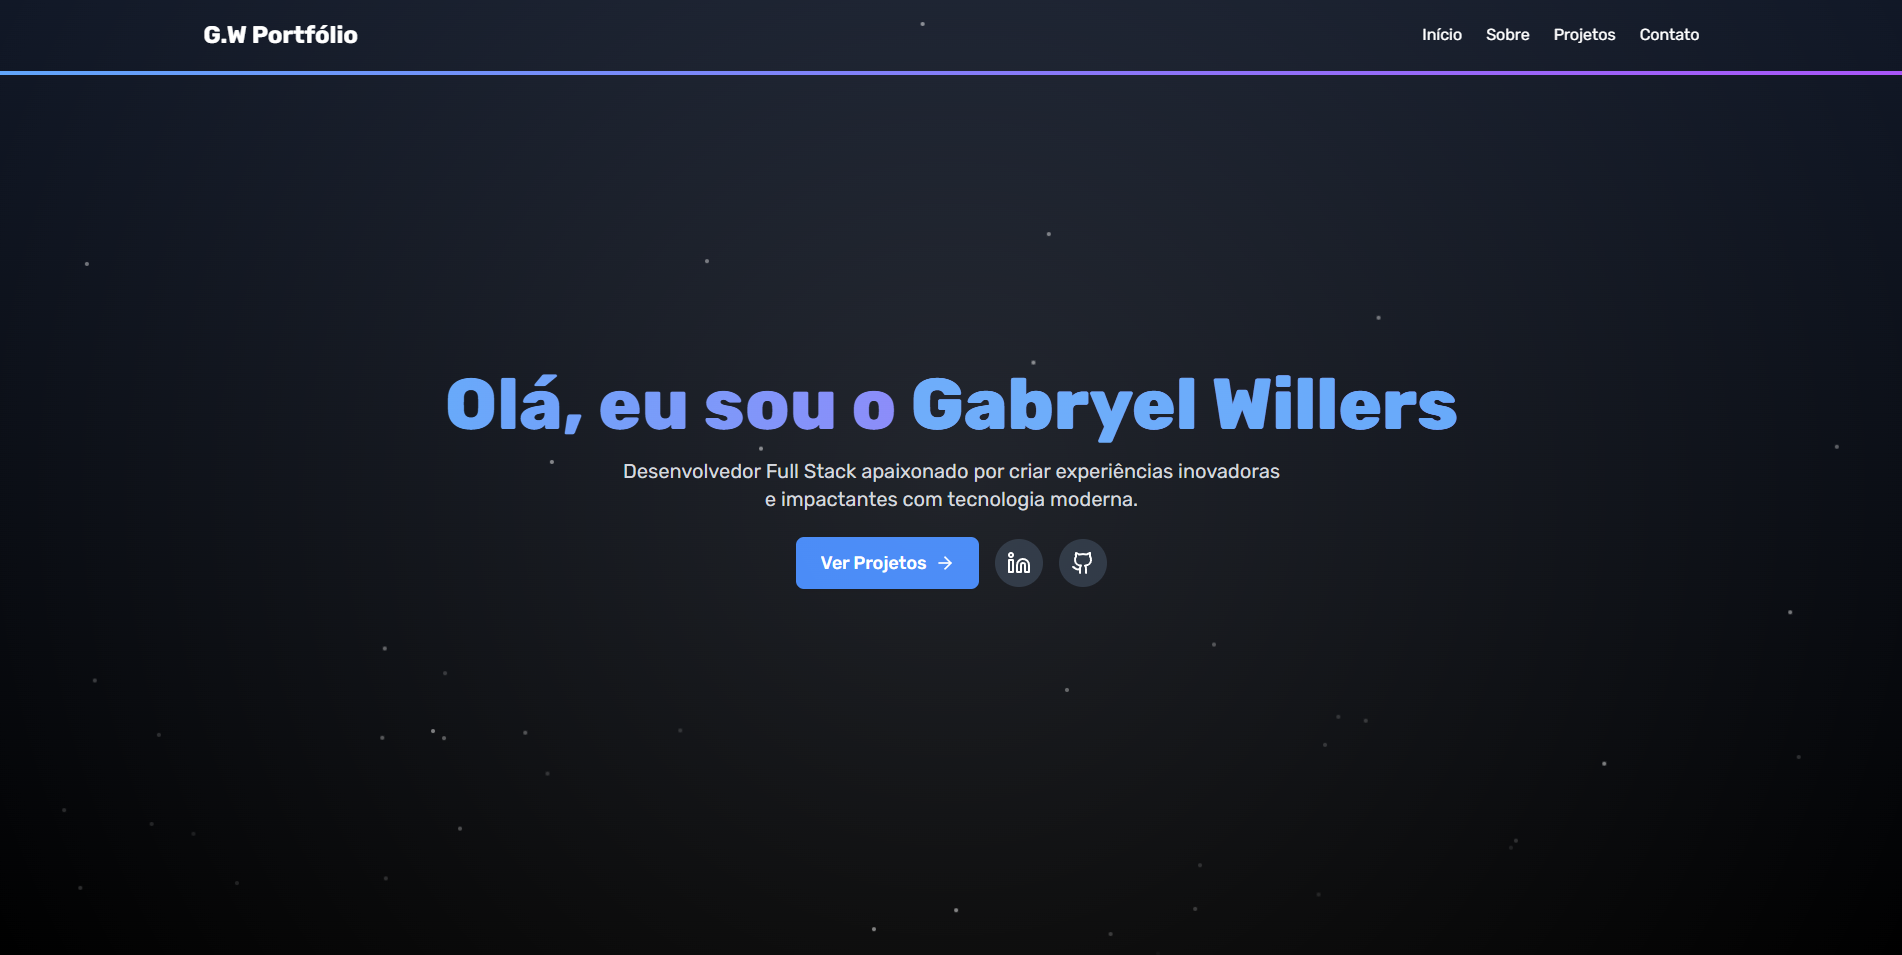 G.W Portfólio
Início Sobre Projetos Contato
Olá, eu sou o Gabryel Willers
Desenvolvedor Full Stack apaixonado por criar experiências inovadoras
e impactantes com tecnologia moderna.
Ver Projetos